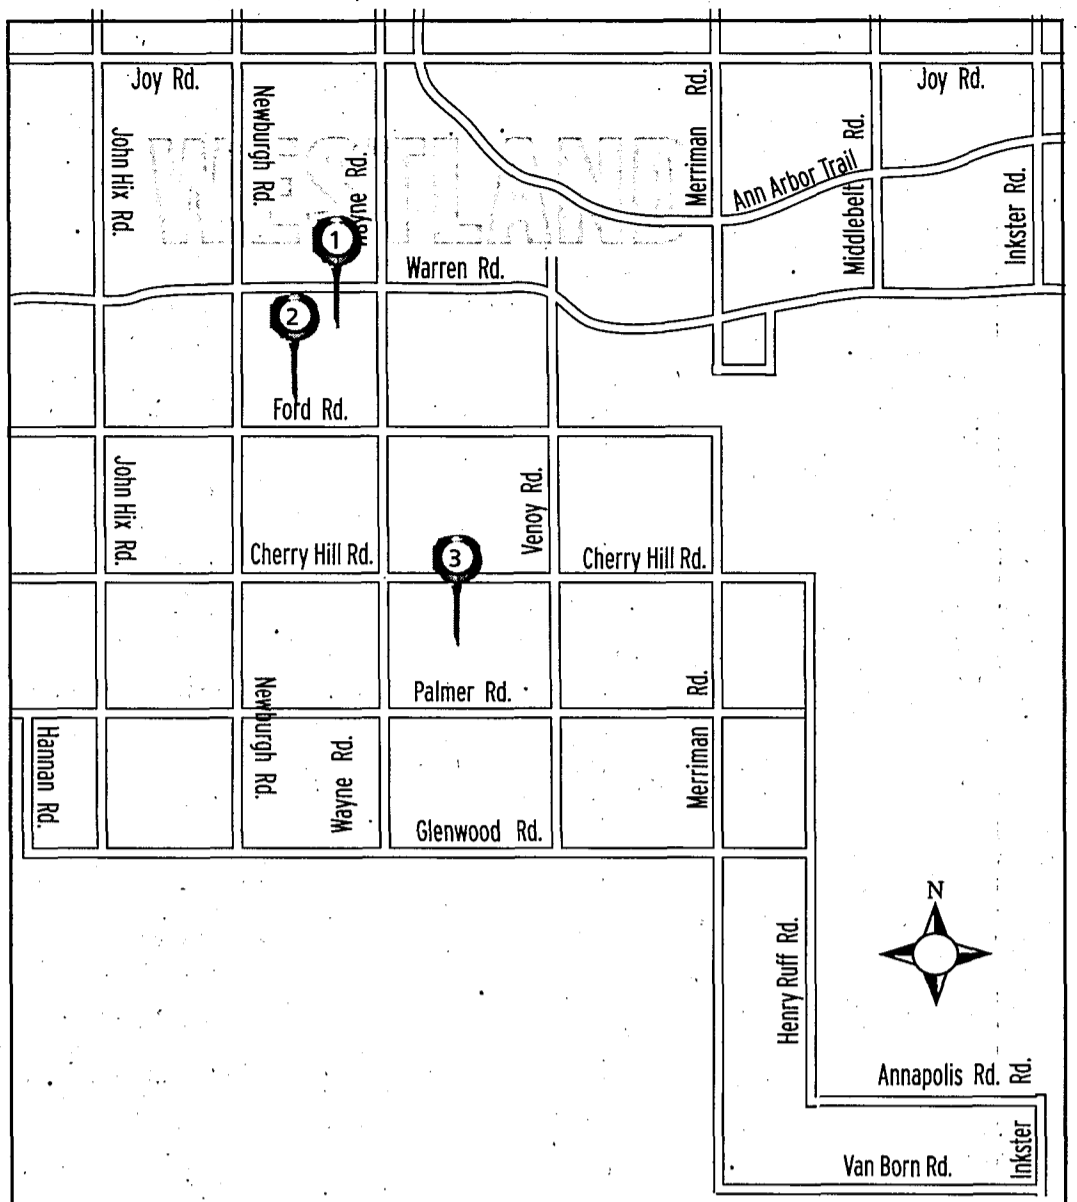 Joy Rd.
Joy Rd.
WESTLAND
John Hix Rd.
Newburgh Rd.
Wayne Rd.
Merriman Rd.
Ann Arbor Trail
Middlebelt Rd.
Inkster Rd.
1
Warren Rd.
2
Ford Rd.
John Hix Rd.
Venoy Rd.
Cherry Hill Rd.
3
Cherry Hill Rd.
Palmer Rd.
Hannan Rd.
Newburgh Rd.
Wayne Rd.
Merriman Rd.
Glenwood Rd.
N
Henry Ruff Rd.
Annapolis Rd.
Inkster Rd.
Van Born Rd.